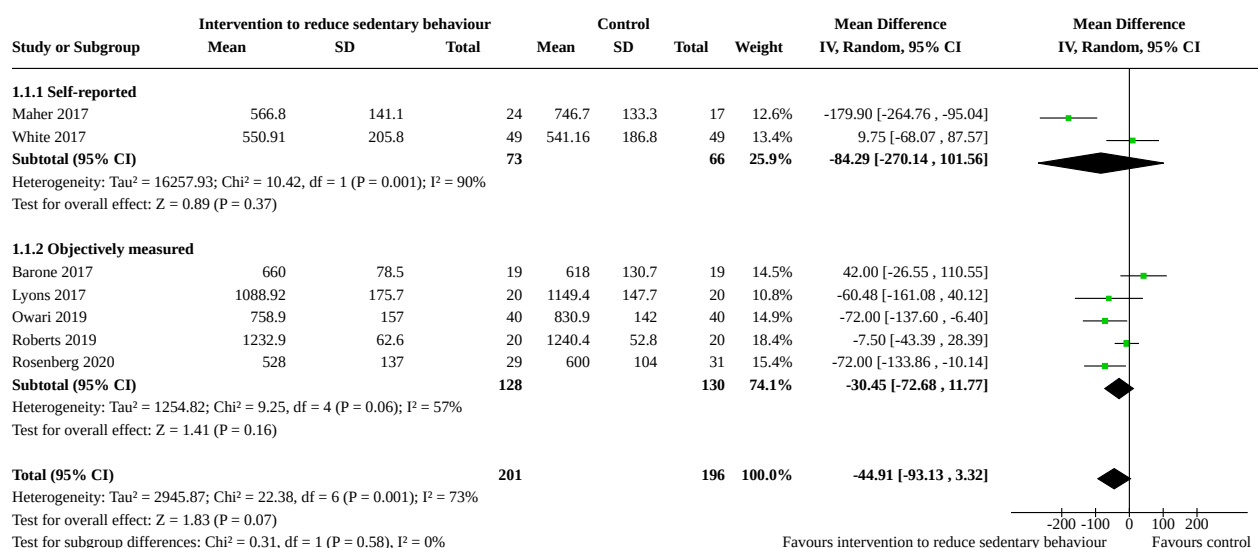 Intervention to reduce sedentary behaviour Control Mean Difference Mean Difference
Study or Subgroup Mean SD Total Mean SD Total Weight IV, Random, 95% CI IV, Random, 95% CI
1.1.1 Self-reported
Maher 2017 566.8 141.1 24 746.7 133.3 17 12.6% -179.90 [-264.76 , -95.04]
White 2017 550.91 205.8 49 541.16 186.8 49 13.4% 9.75 [-68.07 , 87.57]
Subtotal (95% CI) 73 66 25.9% -84.29 [-270.14 , 101.56]
Heterogeneity: Tau² = 16257.93; Chi² = 10.42, df = 1 (P = 0.001); I² = 90%
Test for overall effect: Z = 0.89 (P = 0.37)
1.1.2 Objectively measured
Barone 2017 660 78.5 19 618 130.7 19 14.5% 42.00 [-26.55 , 110.55]
Lyons 2017 1088.92 175.7 20 1149.4 147.7 20 10.8% -60.48 [-161.08 , 40.12]
Owari 2019 758.9 157 40 830.9 142 40 14.9% -72.00 [-137.60 , -6.40]
Roberts 2019 1232.9 62.6 20 1240.4 52.8 20 18.4% -7.50 [-43.39 , 28.39]
Rosenberg 2020 528 137 29 600 104 31 15.4% -72.00 [-133.86 , -10.14]
Subtotal (95% CI) 128 130 74.1% -30.45 [-72.68 , 11.77]
Heterogeneity: Tau² = 1254.82; Chi² = 9.25, df = 4 (P = 0.06); I² = 57%
Test for overall effect: Z = 1.41 (P = 0.16)
Total (95% CI) 201 196 100.0% -44.91 [-93.13 , 3.32]
Heterogeneity: Tau² = 2945.87; Chi² = 22.38, df = 6 (P = 0.001); I² = 73%
Test for overall effect: Z = 1.83 (P = 0.07) -200 -100 0 100 200
Test for subgroup differences: Chi² = 0.31, df = 1 (P = 0.58), I² = 0% Favours intervention to reduce sedentary behaviour Favours control